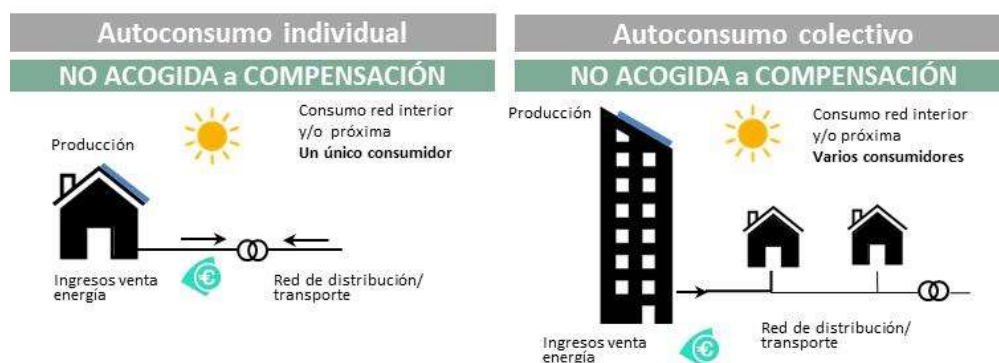 Autoconsumo individual
NO ACOGIDA a COMPENSACIÓN
Consumo red interior
y/o próxima
Un único consumidor
Producción
Ingresos venta
energía
€
Red de distribución/
transporte
Autoconsumo colectivo
NO ACOGIDA a COMPENSACIÓN
Producción
Consumo red interior
y/o próxima
Varios consumidores
Ingresos venta
energía
€
Red de distribución/
transporte